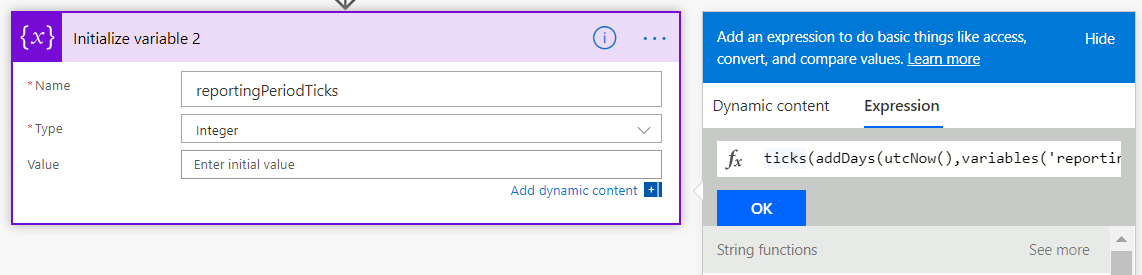 {x} Initialize variable 2
* Name reportingPeriodTicks
* Type Integer
Value Enter initial value
Add dynamic content
Add an expression to do basic things like access, Hide
convert, and compare values. Learn more
Dynamic content Expression
fx ticks(addDays(utcNow(),variables('reportin
OK
String functions See more